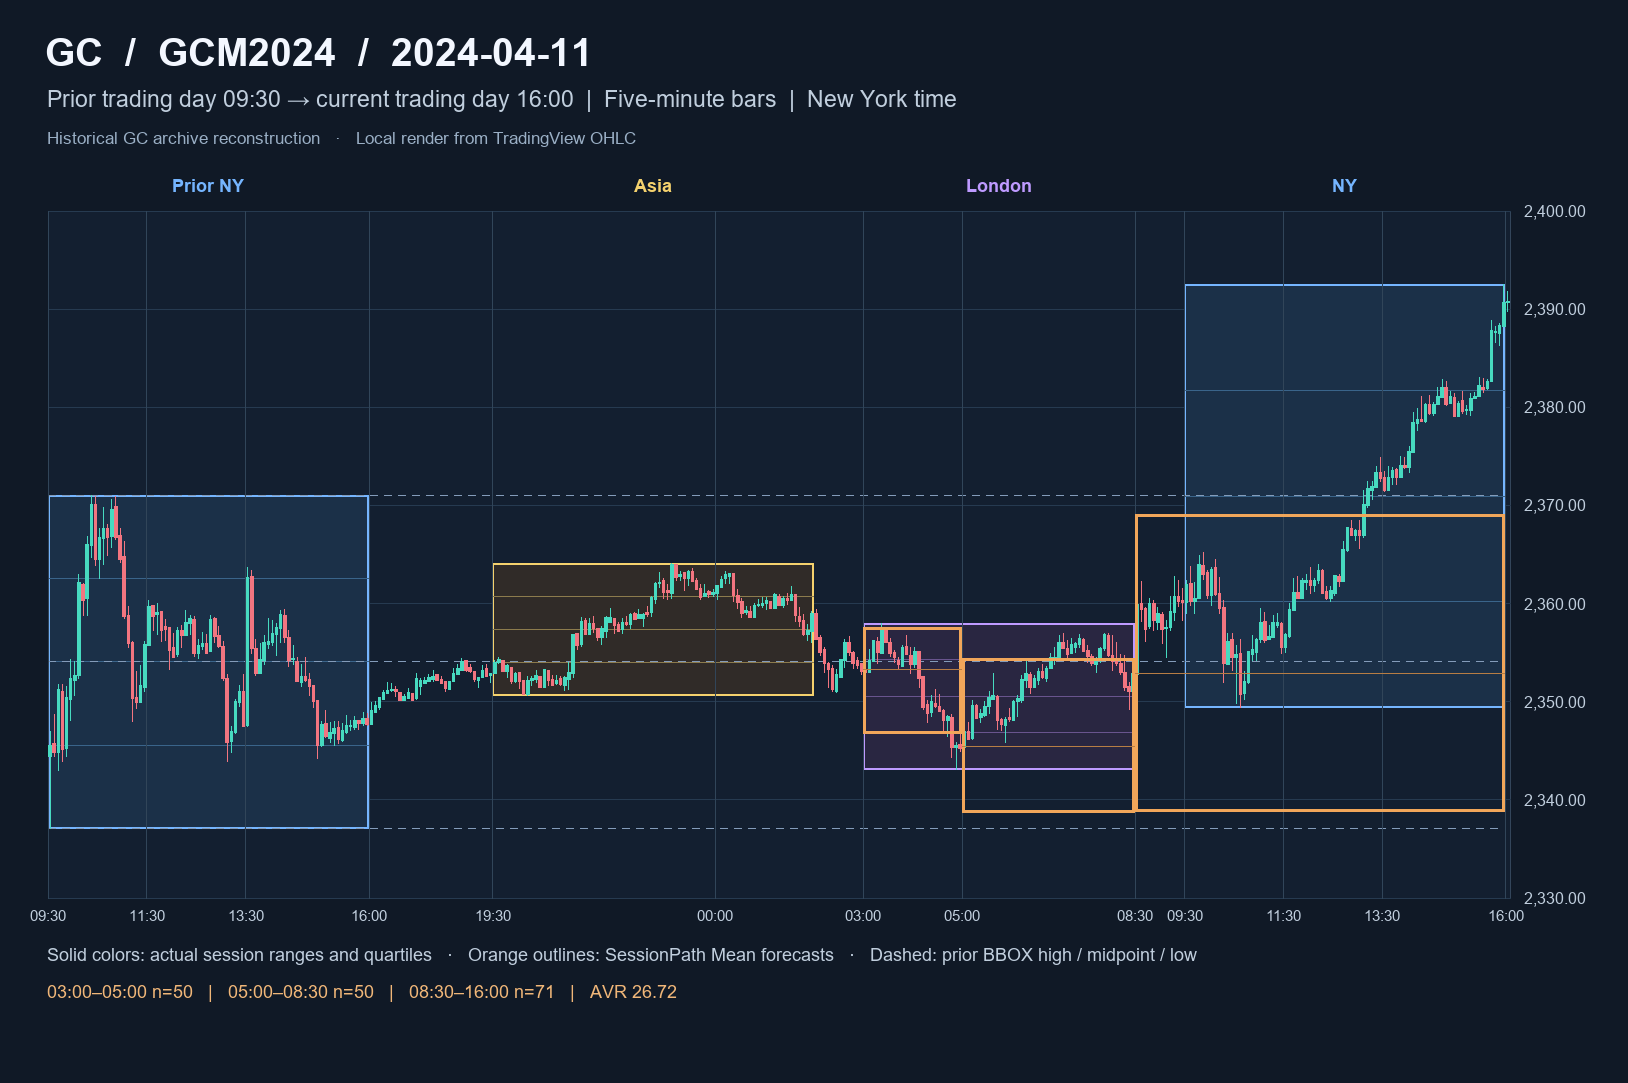 GC / GCM2024 / 2024-04-11
Prior trading day 09:30 → current trading day 16:00 | Five-minute bars | New York time
Historical GC archive reconstruction · Local render from TradingView OHLC
Prior NY Asia London NY
2,400.00
2,390.00
2,380.00
2,370.00
2,360.00
2,350.00
2,340.00
2,330.00
09:30 11:30 13:30 16:00 19:30 00:00 03:00 05:00 08:30 09:30 11:30 13:30 16:00
Solid colors: actual session ranges and quartiles · Orange outlines: SessionPath Mean forecasts · Dashed: prior BBOX high / midpoint / low
03:00–05:00 n=50 | 05:00–08:30 n=50 | 08:30–16:00 n=71 | AVR 26.72